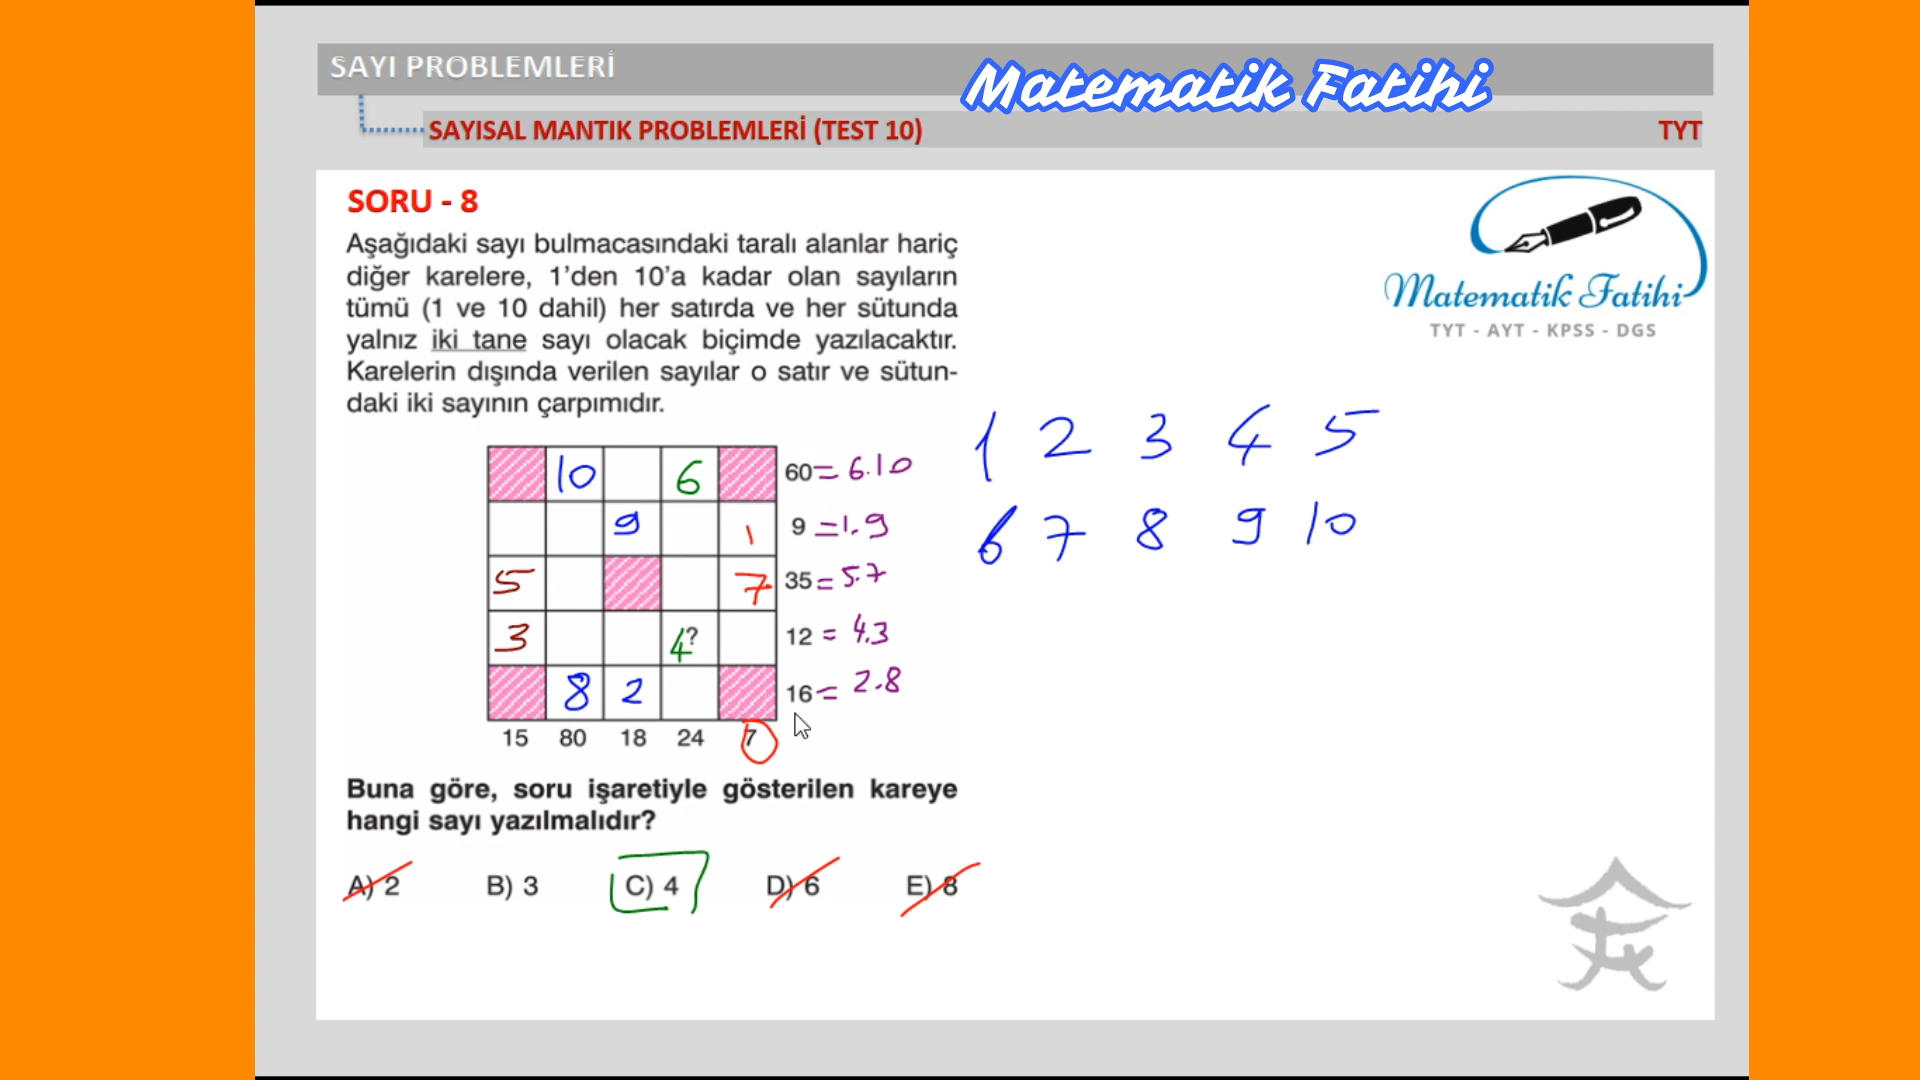 SAYI PROBLEMLERİ
Matematik Fatihi
SAYISAL MANTIK PROBLEMLERİ (TEST 10)
TYT
SORU - 8
Aşağıdaki sayı bulmacasındaki taralı alanlar hariç
diğer karelere, 1’den 10’a kadar olan sayıların
tümü (1 ve 10 dahil) her satırda ve her sütunda
yalnız iki tane sayı olacak biçimde yazılacaktır.
Karelerin dışında verilen sayılar o satır ve sütun-
daki iki sayının çarpımıdır.
Matematik Fatihi
TYT - AYT - KPSS - DGS
1 2 3 4 5
6 7 8 9 10
10 6 60 = 6.10
9 1 9 = 1.9
5 7 35 = 5.7
3 4 ? 12 = 4.3
8 2 16 = 2.8
15 80 18 24 7
Buna göre, soru işaretiyle gösterilen kareye
hangi sayı yazılmalıdır?
A) 2 B) 3 C) 4 D) 6 E) 8